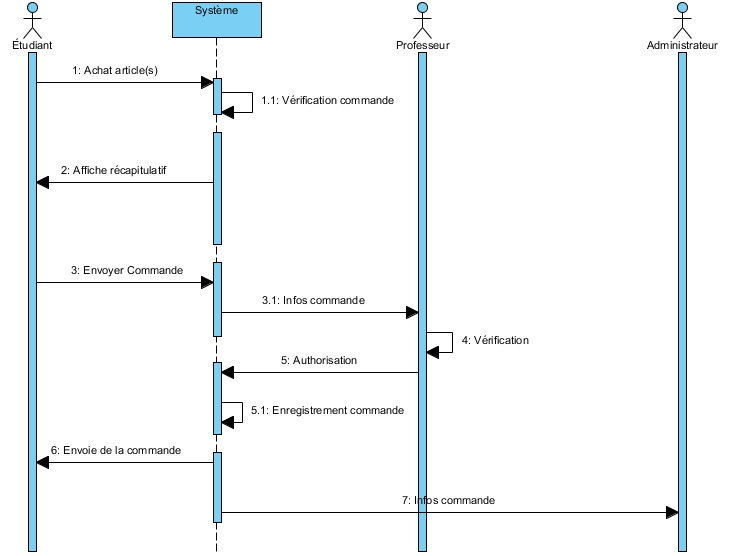 Système
Étudiant
Professeur
Administrateur
1: Achat article(s)
1.1: Vérification commande
2: Affiche récapitulatif
3: Envoyer Commande
3.1: Infos commande
4: Vérification
5: Authorisation
5.1: Enregistrement commande
6: Envoie de la commande
7: Infos commande